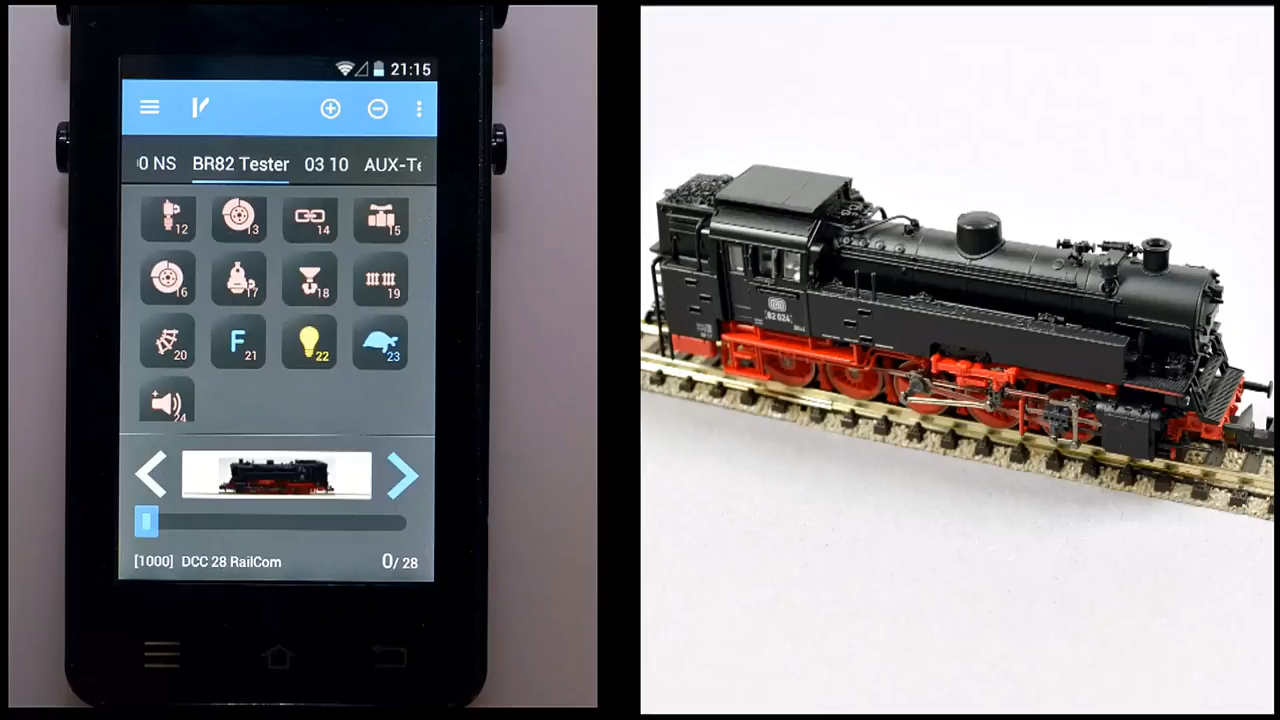 21:15
0 NS BR82 Tester 03 10 AUX-Te
12 13 14 15
16 17 18 19
20 F 21 22 23
24
[1000] DCC 28 RailCom 0/ 28
DB
82 024